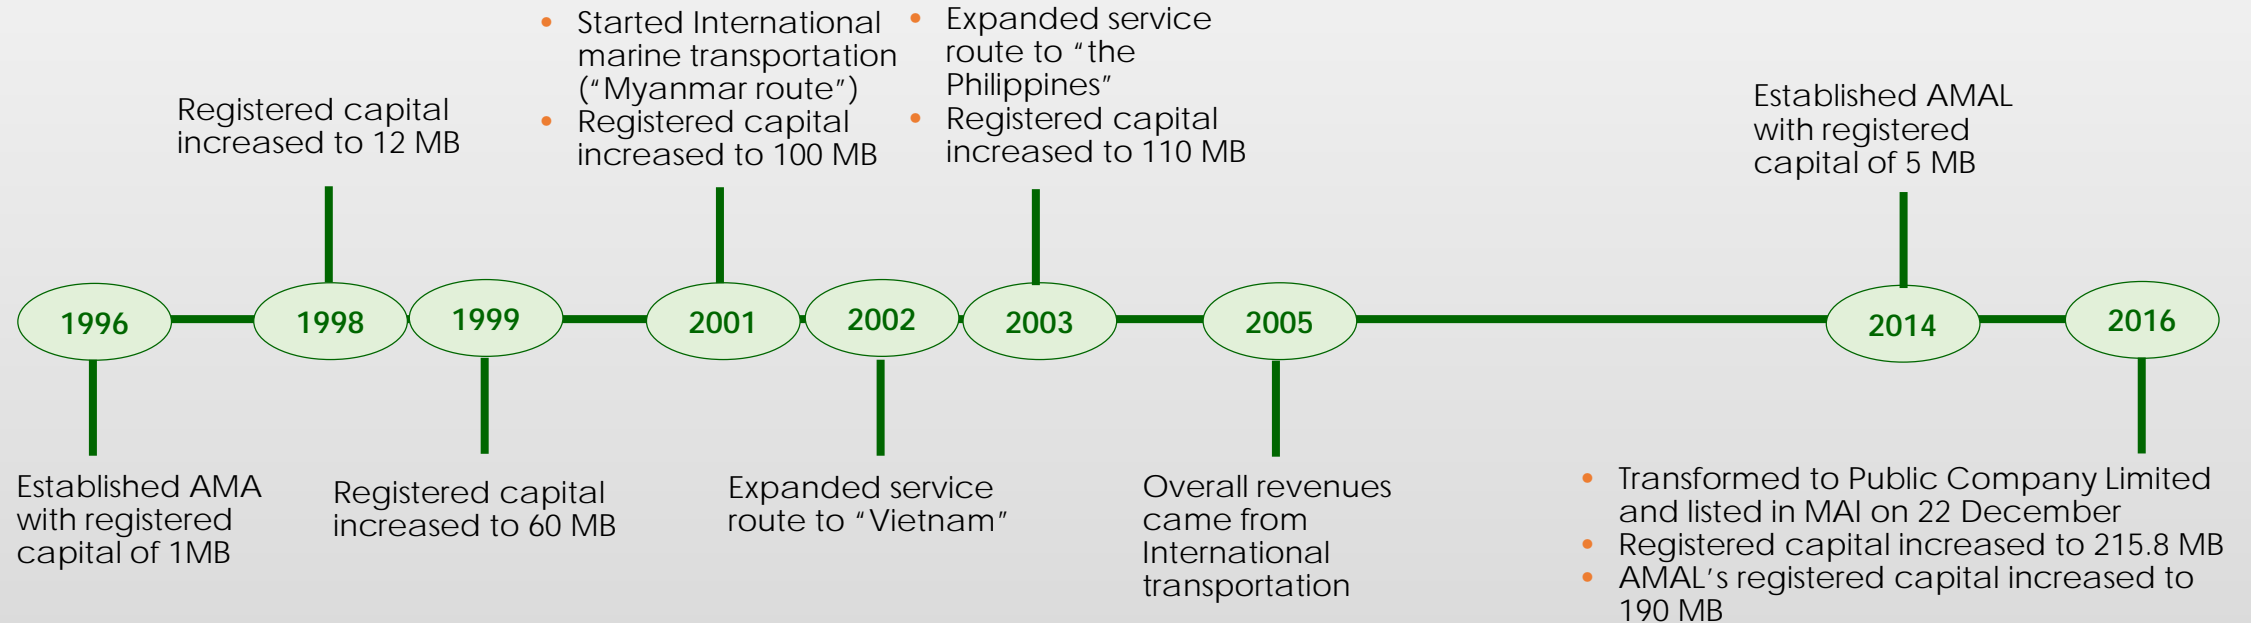 • Started International
marine transportation
("Myanmar route")
• Registered capital
increased to 100 MB
• Expanded service
route to "the
Philippines"
• Registered capital
increased to 110 MB
Registered capital
increased to 12 MB
Established AMAL
with registered
capital of 5 MB
1996
1998
1999
2001
2002
2003
2005
2014
2016
Established AMA
with registered
capital of 1MB
Registered capital
increased to 60 MB
Expanded service
route to "Vietnam"
Overall revenues
came from
International
transportation
• Transformed to Public Company Limited
and listed in MAI on 22 December
• Registered capital increased to 215.8 MB
• AMAL's registered capital increased to
190 MB